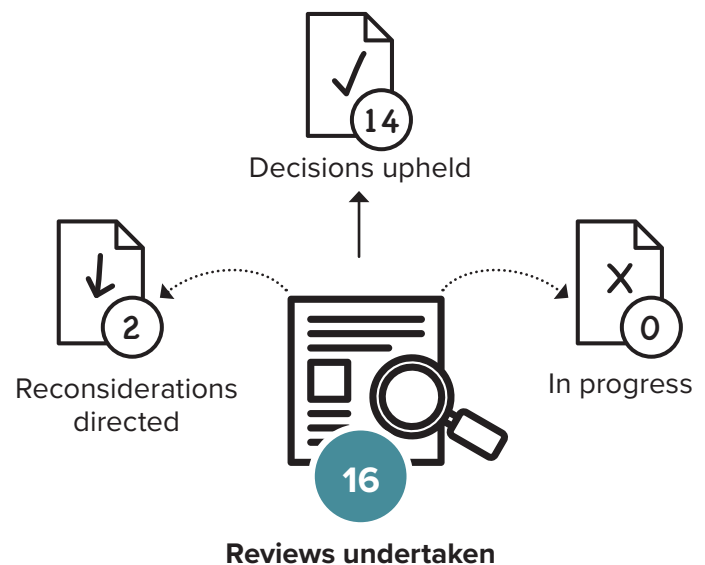 14
Decisions upheld
2
Reconsiderations
directed
0
In progress
16
Reviews undertaken